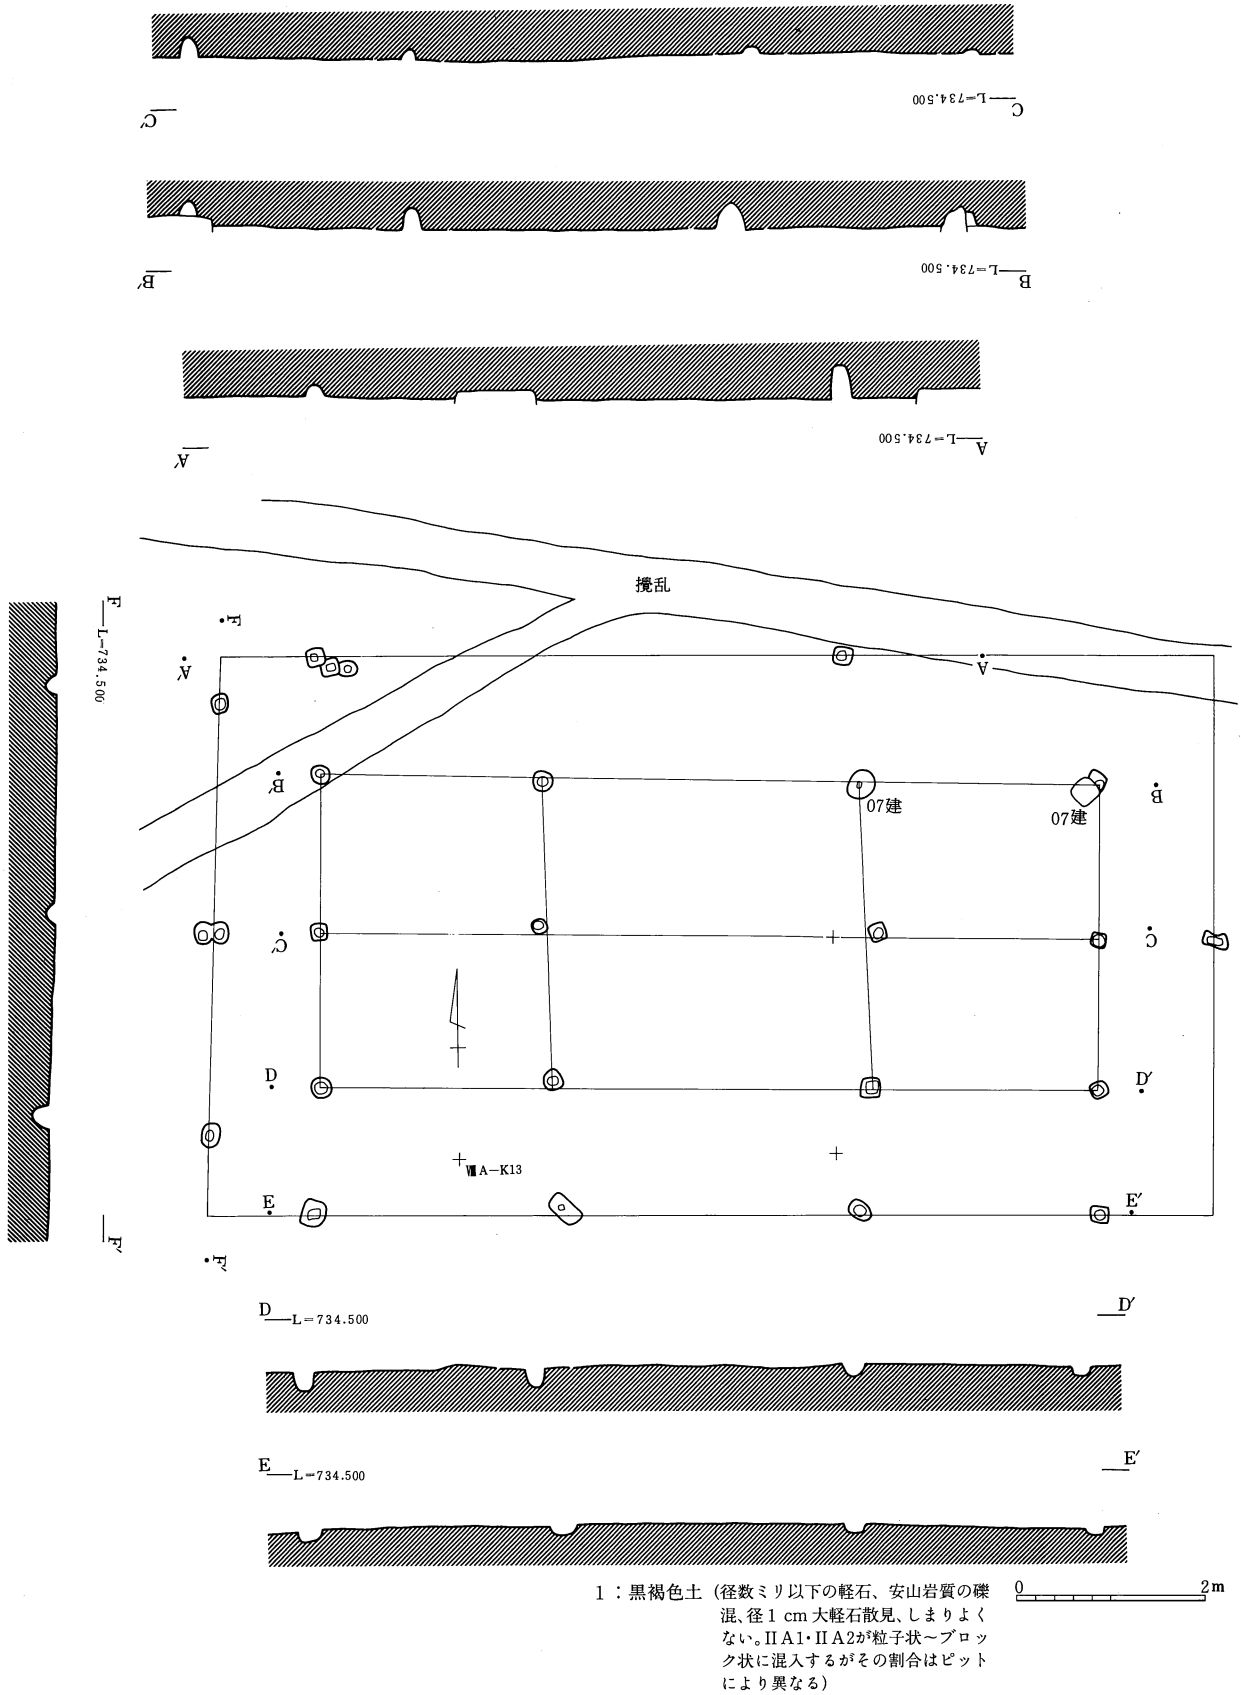 L=734.500
C′
C
L=734.500
B′
B
L=734.500
A′
A
攪乱
F
L=734.500
F
A′
A
B′
B
07建
07建
C′
C
D
D′
A-K13
E
E′
F′
F′
D
L=734.500
D′
E
L=734.500
E′
0
2m
1：黒褐色土（径数ミリ以下の軽石、安山岩質の礫
混、径1cm大軽石散見、しまりよく
ない。ⅡA1・ⅡA2が粒子状～ブロッ
ク状に混入するがその割合はピット
により異なる）